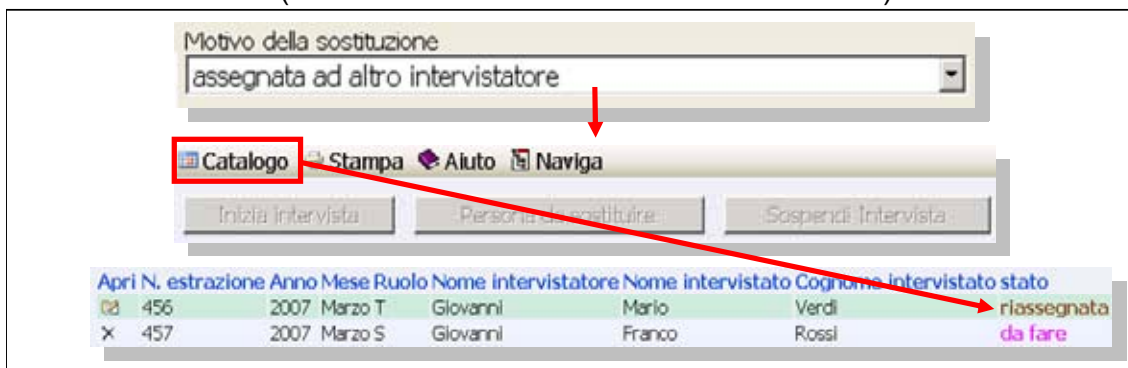 Motivo della sostituzione
assegnata ad altro intervistatore
Catalogo Stampa Aiuto Naviga
Inizia intervista Persona da sostituire Sospendi Intervista
Apri N. estrazione Anno Mese Ruolo Nome intervistatore Nome intervistato Cognome intervistato stato
456 2007 Marzo T Giovanni Mario Verdi riassegnata
457 2007 Marzo S Giovanni Franco Rossi da fare